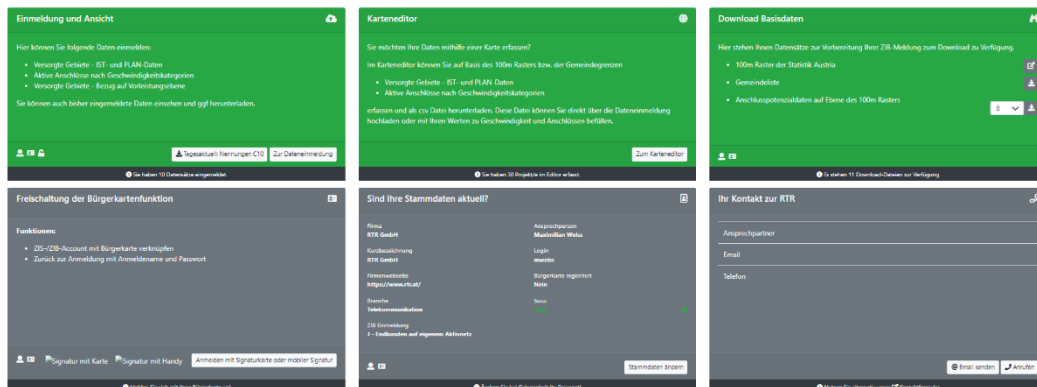 Einmeldung und Ansicht
Hier können Sie folgende Daten einmelden:
• Versorgte Gebiete - IST- und PLAN-Daten
• Aktive Anschlüsse nach Geschwindigkeitskategorien
• Versorgte Gebiete - Bezug auf Vorleistungsebene
Sie können auch bisher eingemeldete Daten einsehen und ggf herunterladen.
Tagesaktuell: Nennungen C10 Zur Dateneinmeldung
Sie haben 10 Datensätze eingemeldet.
Karteneditor
Sie möchten Ihre Daten mithilfe einer Karte erfassen?
Im Karteneditor können Sie auf Basis des 100m Rasters bzw. der Gemeindegrenzen
• Versorgte Gebiete - IST- und PLAN-Daten
• Aktive Anschlüsse nach Geschwindigkeitskategorien
erfassen und als csv Datei herunterladen. Diese Datei können Sie direkt über die Dateneinmeldung
hochladen oder mit Ihren Werten zu Geschwindigkeit und Anschlüssen befüllen.
Zum Karteneditor
Sie haben 30 Projekt/e im Editor erfasst.
Download Basisdaten
Hier stehen Ihnen Datensätze zur Vorbereitung Ihrer ZIB-Meldung zum Download zu Verfügung.
• 100m Raster der Statistik Austria
• Gemeindeliste
• Anschlusspotenzialdaten auf Ebene des 100m Rasters
Es stehen 11 Download-Dateien zur Verfügung.
Freischaltung der Bürgerkartenfunktion
Funktionen:
• ZIS-/ZIB-Account mit Bürgerkarte verknüpfen
• Zurück zur Anmeldung mit Anmeldename und Passwort
Signatur mit Karte Signatur mit Handy Anmelden mit Signaturkarte oder mobiler Signatur
Sind Ihre Stammdaten aktuell?
Firma
RTR GmbH
Ansprechperson
Maximilian Weiss
Kurzbezeichnung
RTR GmbH
Login
mweiss
Firmenwebseite
https://www.rtr.at/
Bürgerkarte registriert
Nein
Branche
Telekommunikation
ZIB Einmeldung
J - Endkunden auf eigenem Aktivnetz
Stammdaten ändern
Ihr Kontakt zur RTR
Ansprechpartner
Email
Telefon
Email senden Anrufen